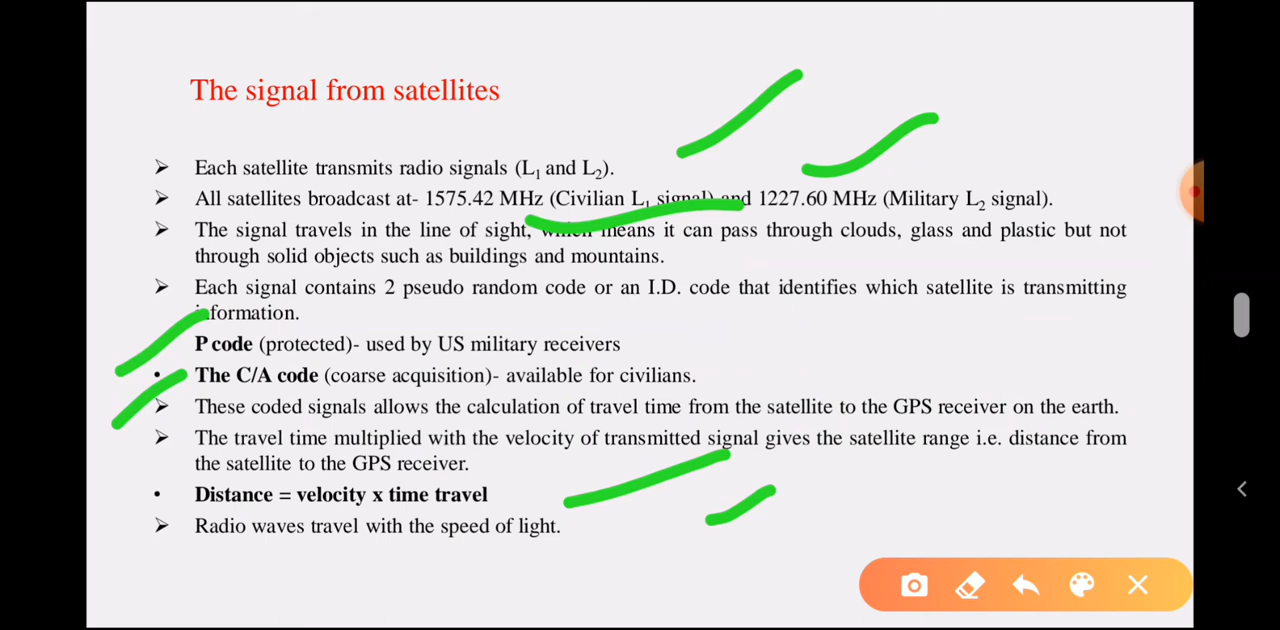 The signal from satellites
➢ Each satellite transmits radio signals (L₁ and L₂).
➢ All satellites broadcast at- 1575.42 MHz (Civilian L₁ signal) and 1227.60 MHz (Military L₂ signal).
➢ The signal travels in the line of sight, which means it can pass through clouds, glass and plastic but not
through solid objects such as buildings and mountains.
➢ Each signal contains 2 pseudo random code or an I.D. code that identifies which satellite is transmitting
information.
P code (protected)- used by US military receivers
• The C/A code (coarse acquisition)- available for civilians.
➢ These coded signals allows the calculation of travel time from the satellite to the GPS receiver on the earth.
➢ The travel time multiplied with the velocity of transmitted signal gives the satellite range i.e. distance from
the satellite to the GPS receiver.
• Distance = velocity x time travel
➢ Radio waves travel with the speed of light.